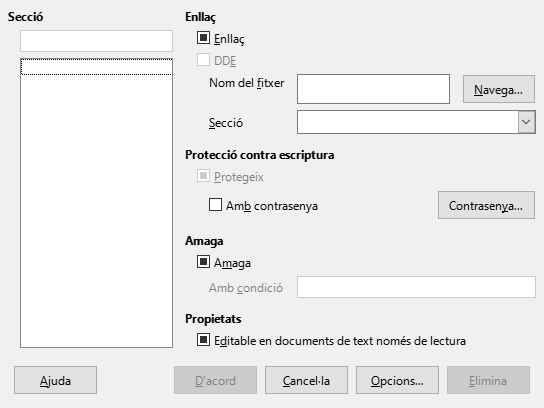 Secció
Enllaç
Enllaç
DDE
Nom del fitxer
Navega...
Secció
Protecció contra escriptura
Protegeix
Amb contrasenya
Contrasenya...
Amaga
Amaga
Amb condició
Propietats
Editable en documents de text només de lectura
Ajuda
D'acord
Cancel·la
Opcions...
Elimina